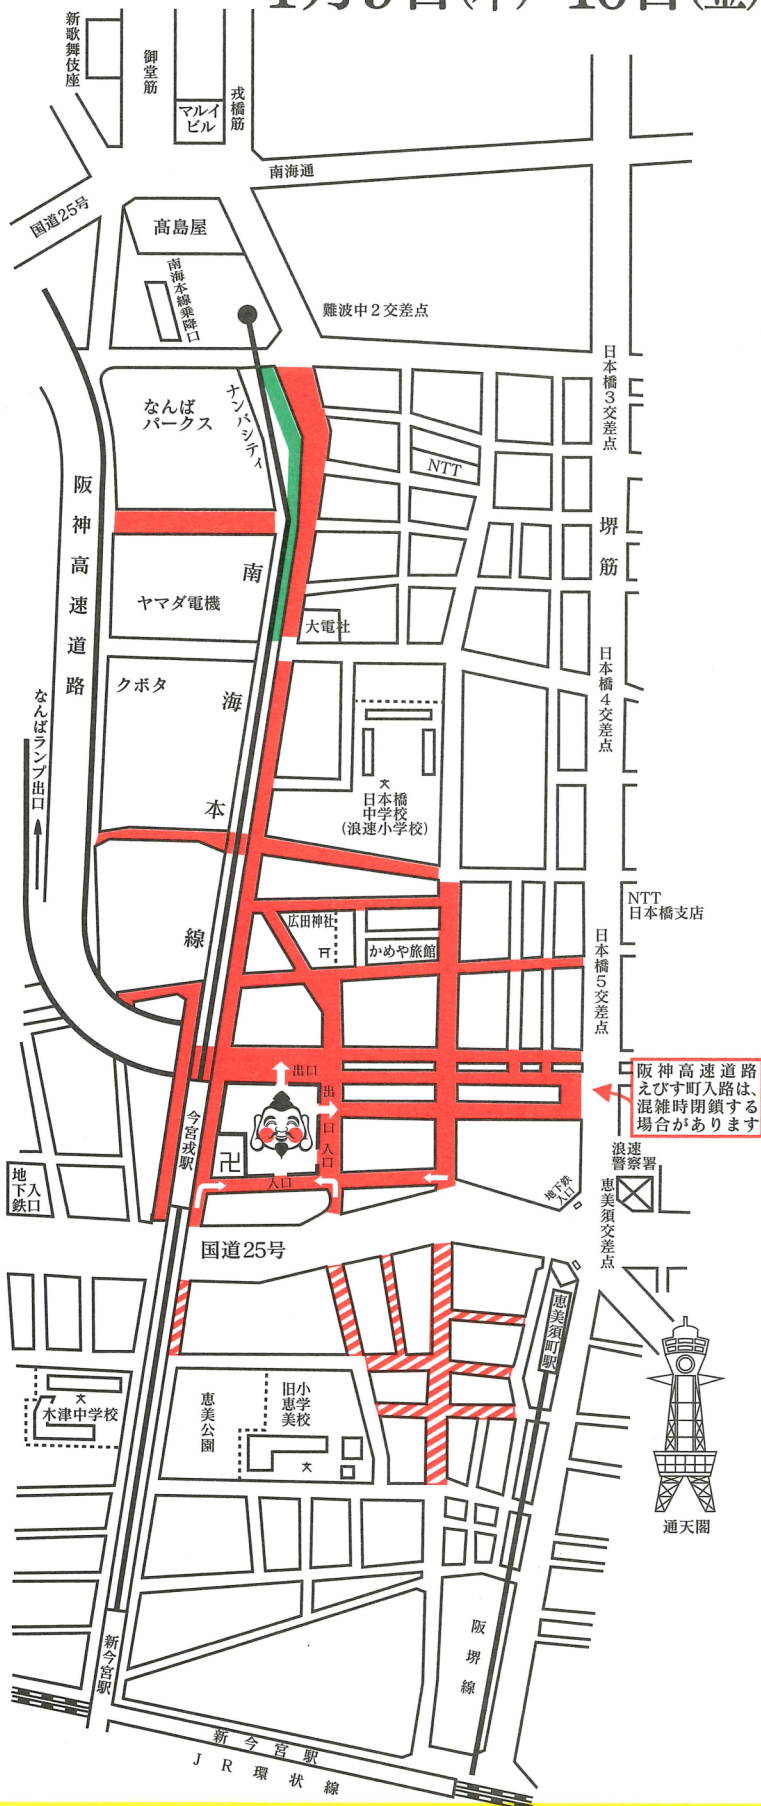 1月9日(木)・10日(金)
新歌舞伎座
御堂筋
マルイ
ビル
戎橋筋
南海通
国道25号
髙島屋
南海本線乗降口
難波中2交差点
日本橋3交差点
なんば
パークス
ナンバシティ
NTT
堺筋
阪神高速道路
南海本線
ヤマダ電機
大電社
クボタ
日本橋4交差点
なんばランプ出口
日本橋
中学校
(浪速小学校)
NTT
日本橋支店
広田神社
かめや旅館
日本橋5交差点
出口
出口
入口
入口
今宮戎駅
阪神高速道路
えびす町入路は、
混雑時閉鎖する
場合があります
浪速
警察署
地下鉄
入口
地下鉄
入口
恵美須交差点
国道25号
恵美須町駅
木津中学校
恵美公園
旧恵美
小学校
通天閣
阪堺線
新今宮駅
新今宮駅
JR環状線